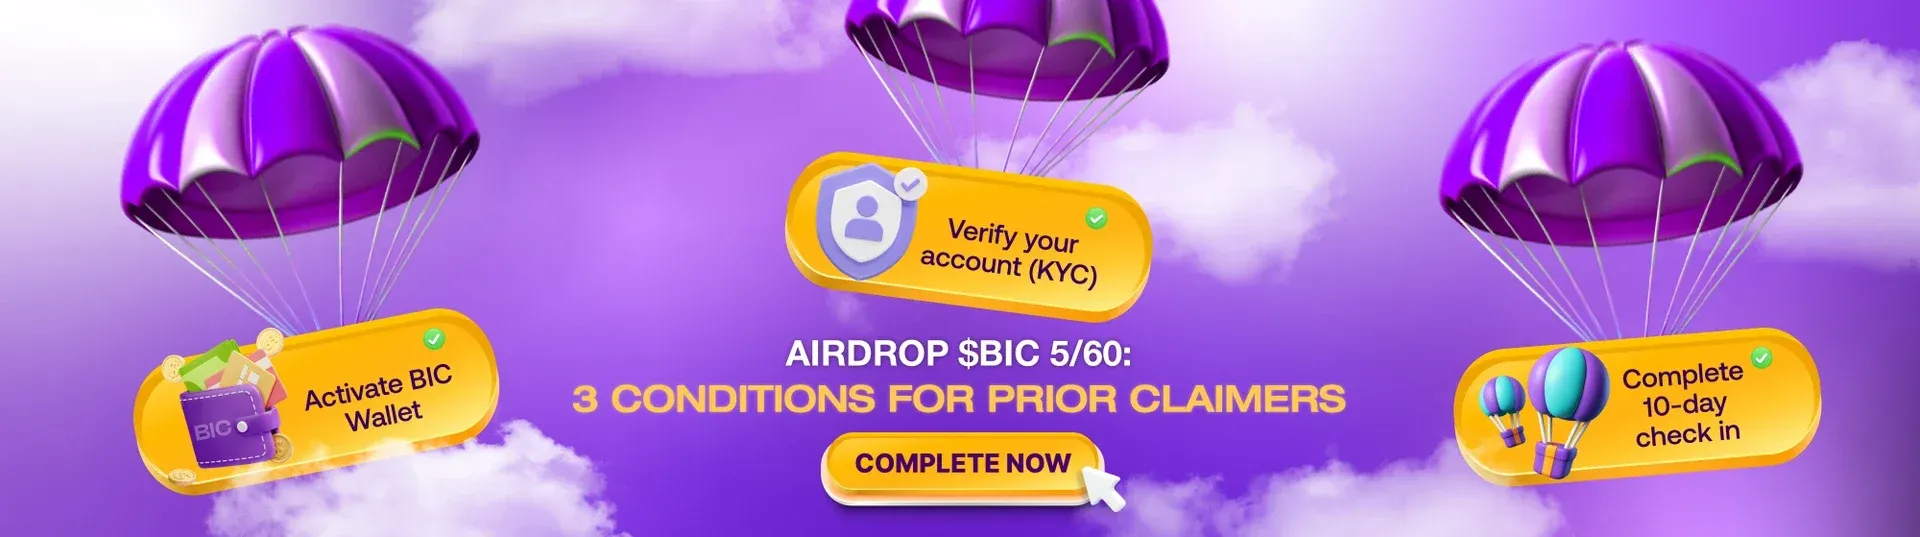 Verify your
account (KYC)
Activate BIC
Wallet
BIC
AIRDROP $BIC 5/60:
3 CONDITIONS FOR PRIOR CLAIMERS
COMPLETE NOW
Complete
10-day
check in